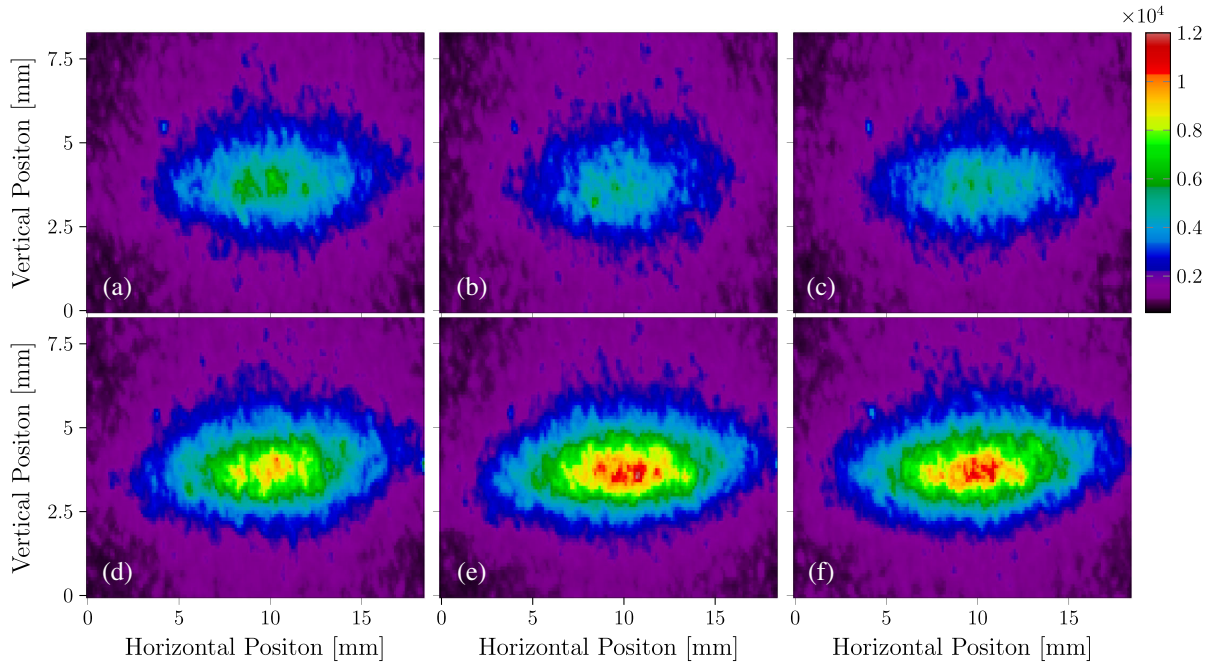 ×10⁴
Vertical Positon [mm]
7.5
5
2.5
0
(a)
(b)
(c)
1.2
1
0.8
0.6
0.4
0.2
Vertical Positon [mm]
7.5
5
2.5
0
(d)
(e)
(f)
0 5 10 15
0 5 10 15
0 5 10 15
Horizontal Positon [mm]
Horizontal Positon [mm]
Horizontal Positon [mm]